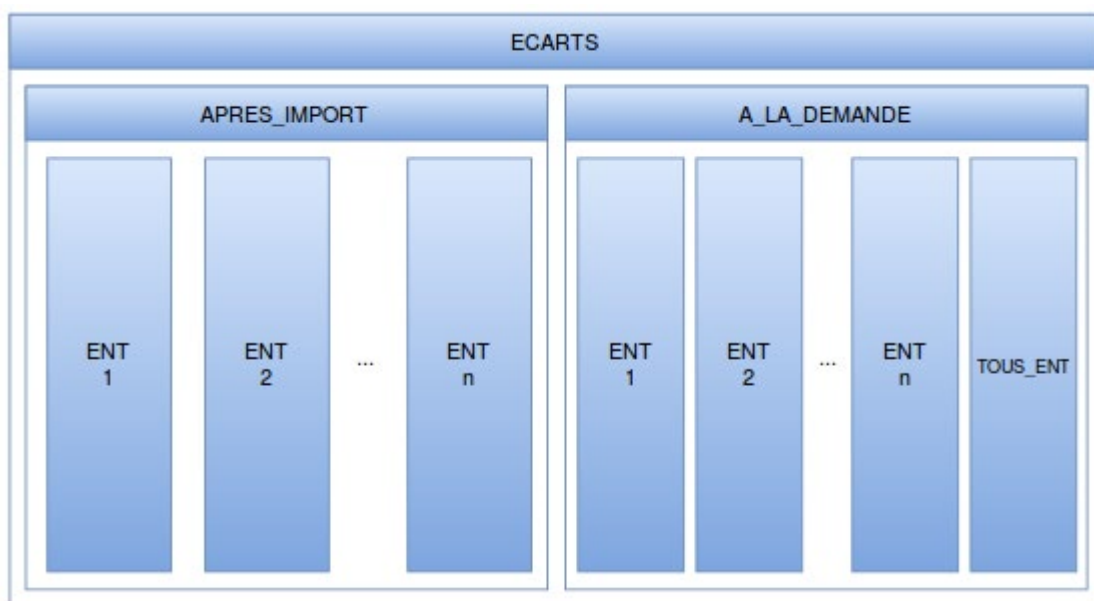 ECARTS
APRES_IMPORT
A_LA_DEMANDE
ENT
1
ENT
2
...
ENT
n
ENT
1
ENT
2
...
ENT
n
TOUS_ENT